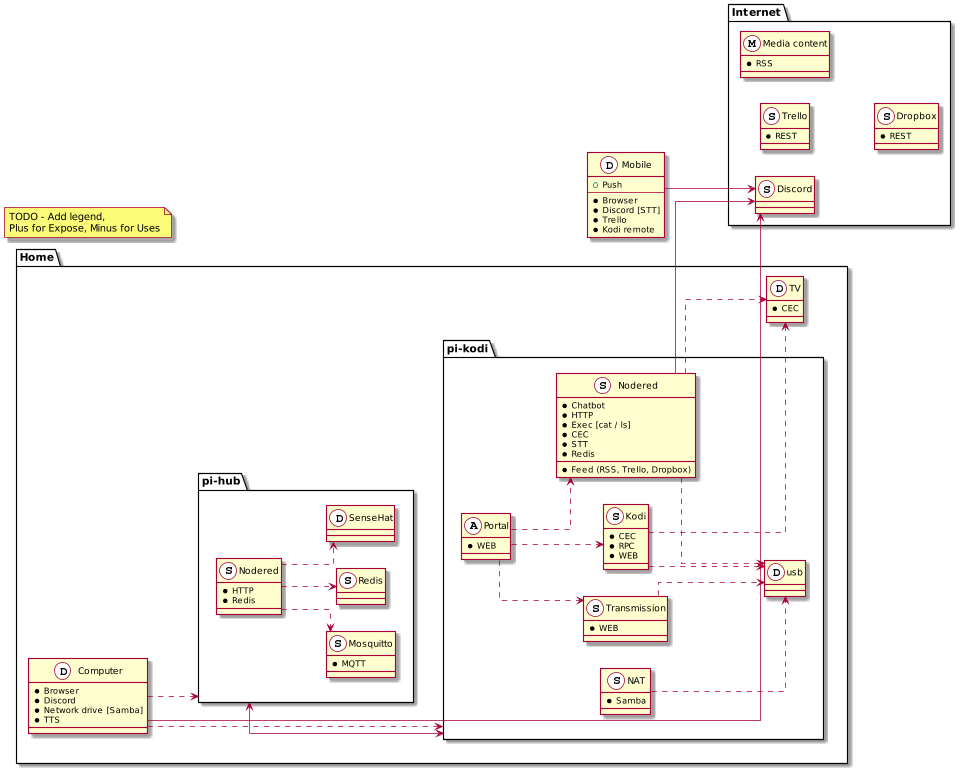 Internet
M Media content
RSS
S Trello
REST
S Dropbox
REST
D Mobile
Push
Browser
Discord [STT]
Trello
Kodi remote
S Discord
TODO - Add legend,
Plus for Expose, Minus for Uses
Home
D TV
CEC
pi-kodi
S Nodered
Chatbot
HTTP
Exec [cat / ls]
CEC
STT
Redis
Feed (RSS, Trello, Dropbox)
A Portal
WEB
S Kodi
CEC
RPC
WEB
D usb
S Transmission
WEB
S NAT
Samba
pi-hub
D SenseHat
S Nodered
HTTP
Redis
S Redis
S Mosquitto
MQTT
D Computer
Browser
Discord
Network drive [Samba]
TTS